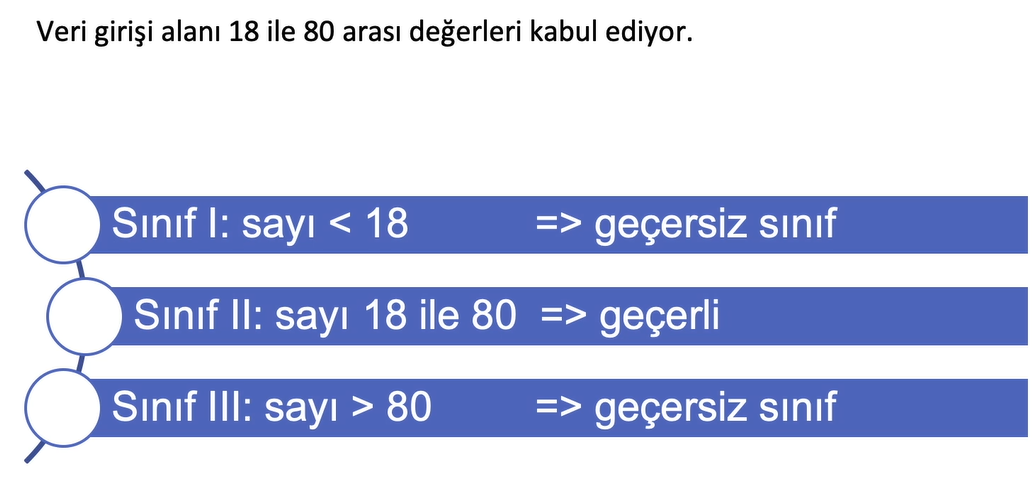 Veri girişi alanı 18 ile 80 arası değerleri kabul ediyor.
Sınıf I: sayı < 18 => geçersiz sınıf
Sınıf II: sayı 18 ile 80 => geçerli
Sınıf III: sayı > 80 => geçersiz sınıf